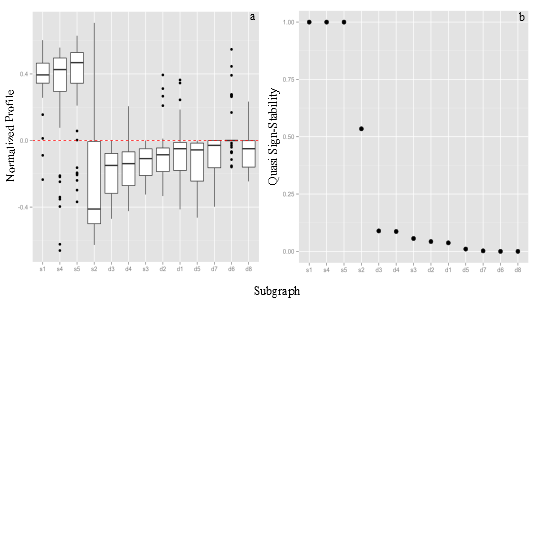 a
Normalized Profile
0.4
0.0
-0.4
s1 s4 s5 s2 d3 d4 s3 d2 d1 s5 d7 d6 d8
b
Quasi Sign-Stability
1.00
0.75
0.50
0.25
0.00
s1 s4 s5 s2 d3 d4 s3 d2 d1 d5 d7 d6 d8
Subgraph